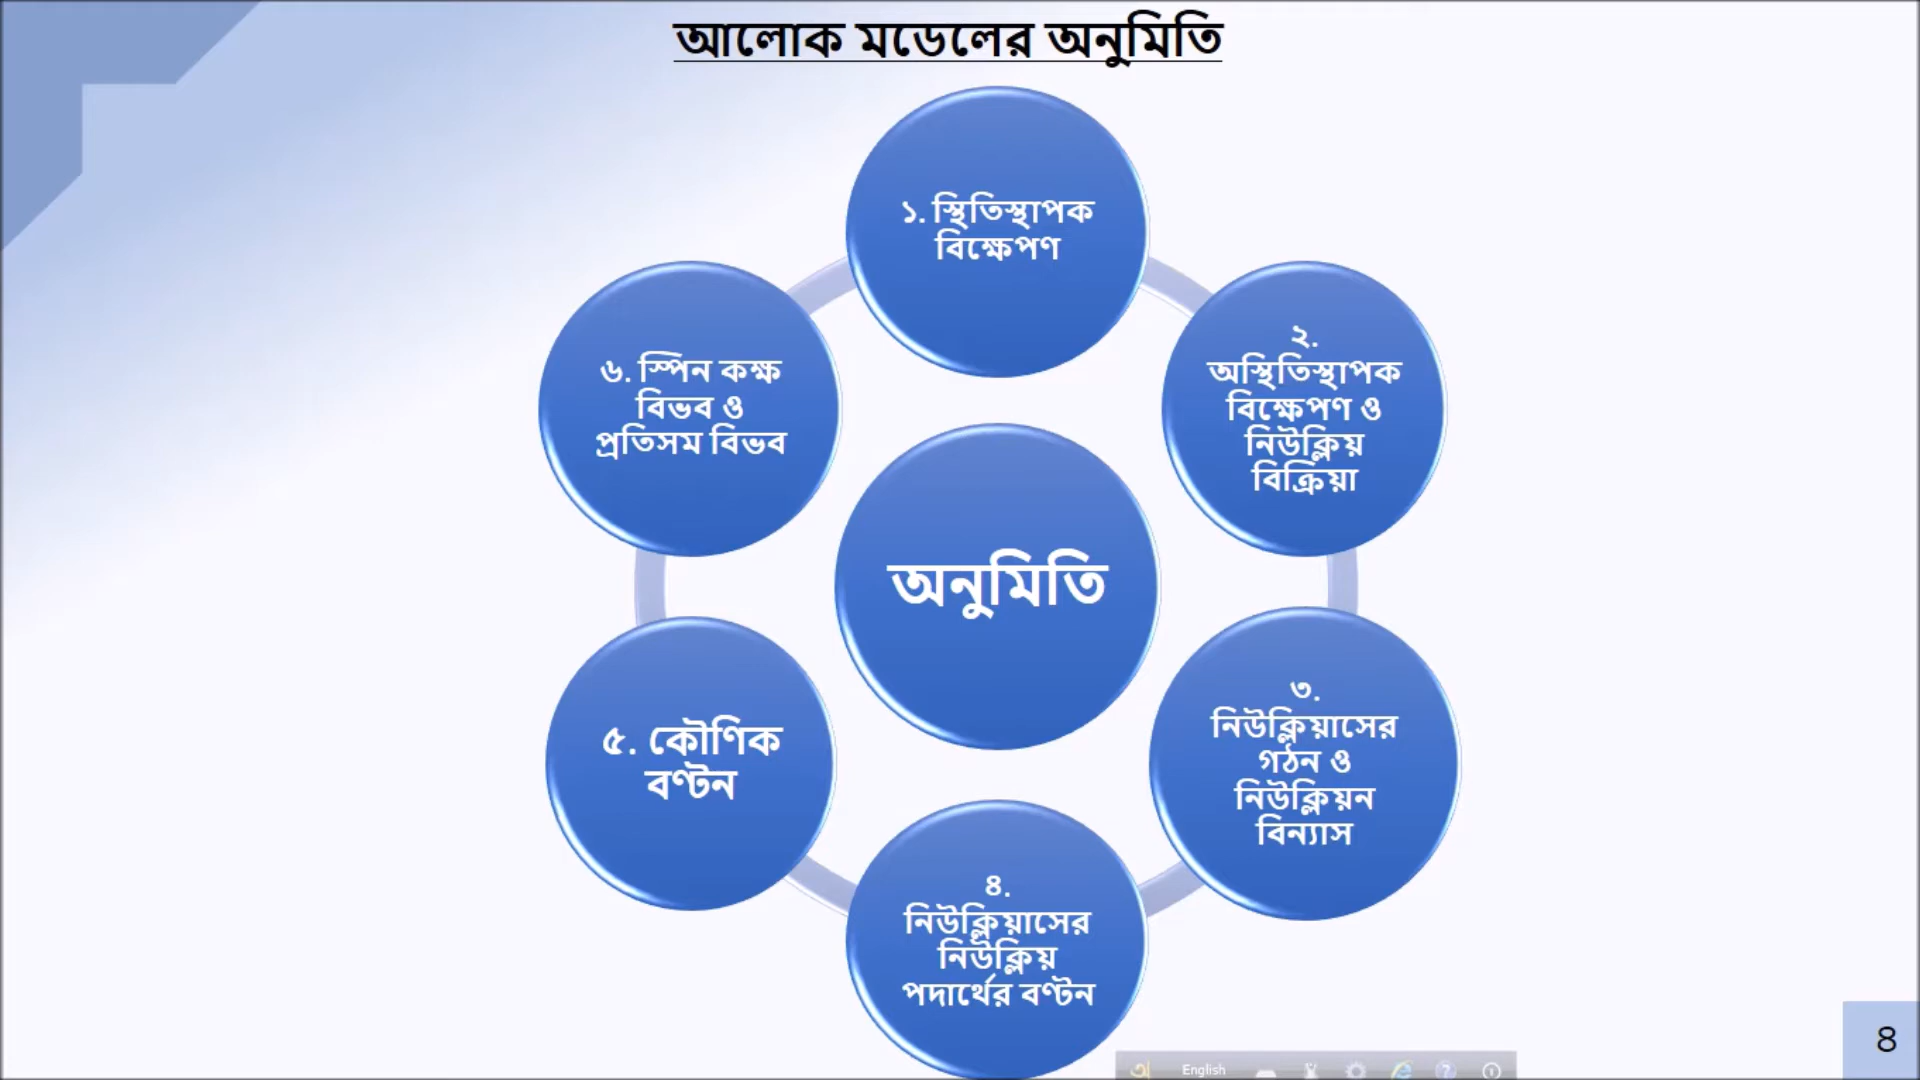 আলোক মডেলের অনুমিতি
১. স্থিতিস্থাপক
বিক্ষেপণ
২.
অস্থিতিস্থাপক
বিক্ষেপণ ও
নিউক্লিয়
বিক্রিয়া
৩.
নিউক্লিয়াসের
গঠন ও
নিউক্লিয়ন
বিন্যাস
৪.
নিউক্লিয়াসের
নিউক্লিয়
পদার্থের বণ্টন
৫. কৌণিক
বণ্টন
৬. স্পিন কক্ষ
বিভব ও
প্রতিসম বিভব
অনুমিতি
8
অ English